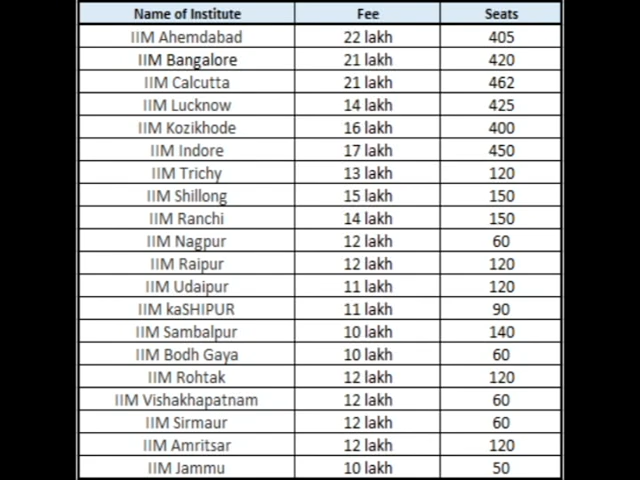 Name of Institute Fee Seats
IIM Ahemdabad 22 lakh 405
IIM Bangalore 21 lakh 420
IIM Calcutta 21 lakh 462
IIM Lucknow 14 lakh 425
IIM Kozikhode 16 lakh 400
IIM Indore 17 lakh 450
IIM Trichy 13 lakh 120
IIM Shillong 15 lakh 150
IIM Ranchi 14 lakh 150
IIM Nagpur 12 lakh 60
IIM Raipur 12 lakh 120
IIM Udaipur 11 lakh 120
IIM kaSHIPUR 11 lakh 90
IIM Sambalpur 10 lakh 140
IIM Bodh Gaya 10 lakh 60
IIM Rohtak 12 lakh 120
IIM Vishakhapatnam 12 lakh 60
IIM Sirmaur 12 lakh 60
IIM Amritsar 12 lakh 120
IIM Jammu 10 lakh 50